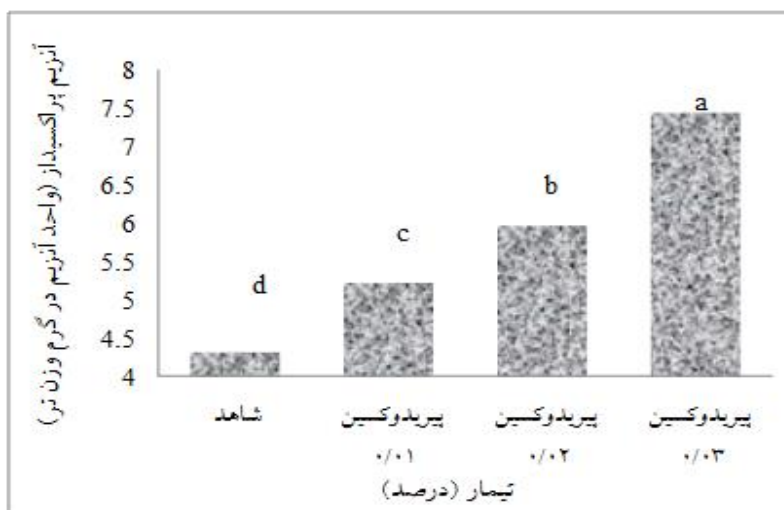 آنزیم پراکسیداز (واحد آنزیم در گرم وزن تر)
8
7.5
7
6.5
6
5.5
5
4.5
4
a
b
c
d
شاهد
پیریدوکسین ۰/۰۱
پیریدوکسین ۰/۰۲
پیریدوکسین ۰/۰۳
تیمار (درصد)